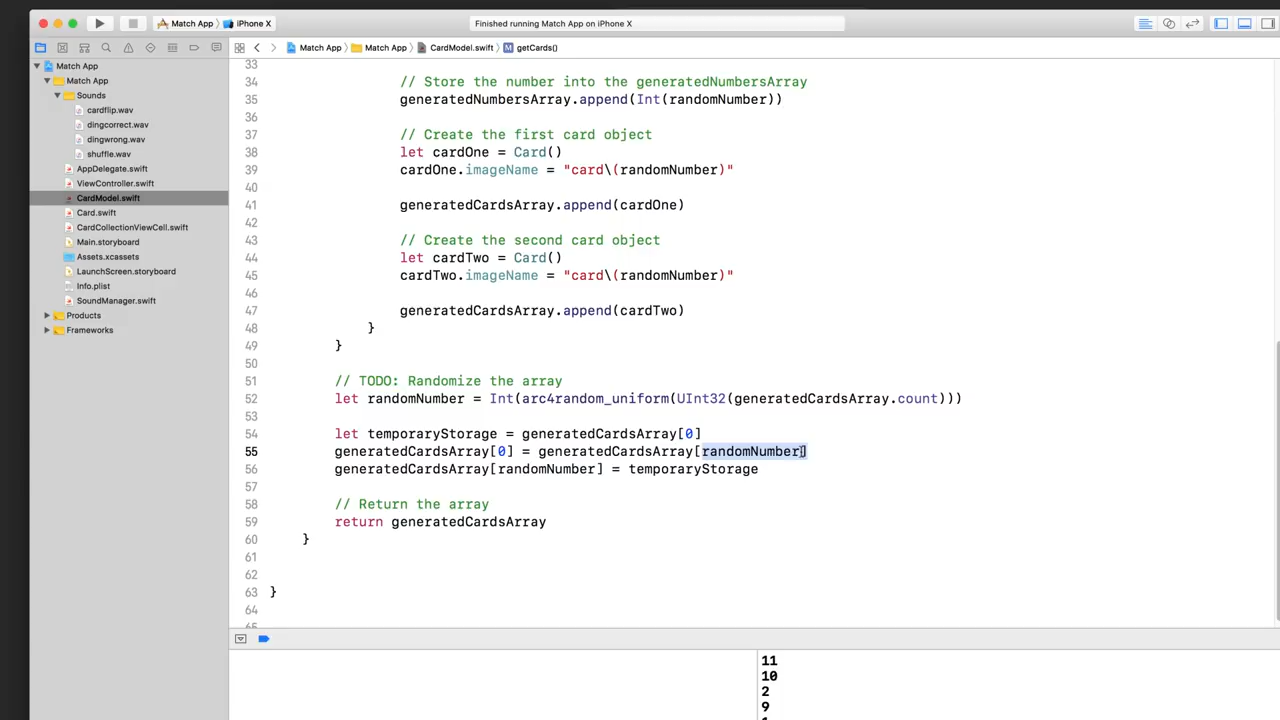 Match App
iPhone X
Finished running Match App on iPhone X
Match App
Match App
CardModel.swift
M
getCards()
Match App
Match App
Sounds
cardflip.wav
dingcorrect.wav
dingwrong.wav
shuffle.wav
AppDelegate.swift
ViewController.swift
CardModel.swift
Card.swift
CardCollectionViewCell.swift
Main.storyboard
Assets.xcassets
LaunchScreen.storyboard
Info.plist
SoundManager.swift
Products
Frameworks
33
34 // Store the number into the generatedNumbersArray
35 generatedNumbersArray.append(Int(randomNumber))
36
37 // Create the first card object
38 let cardOne = Card()
39 cardOne.imageName = "card\(randomNumber)"
40
41 generatedCardsArray.append(cardOne)
42
43 // Create the second card object
44 let cardTwo = Card()
45 cardTwo.imageName = "card\(randomNumber)"
46
47 generatedCardsArray.append(cardTwo)
48 }
49 }
50
51 // TODO: Randomize the array
52 let randomNumber = Int(arc4random_uniform(UInt32(generatedCardsArray.count)))
53
54 let temporaryStorage = generatedCardsArray[0]
55 generatedCardsArray[0] = generatedCardsArray[randomNumber]
56 generatedCardsArray[randomNumber] = temporaryStorage
57
58 // Return the array
59 return generatedCardsArray
60 }
61
62
63 }
64
65
11
10
2
9